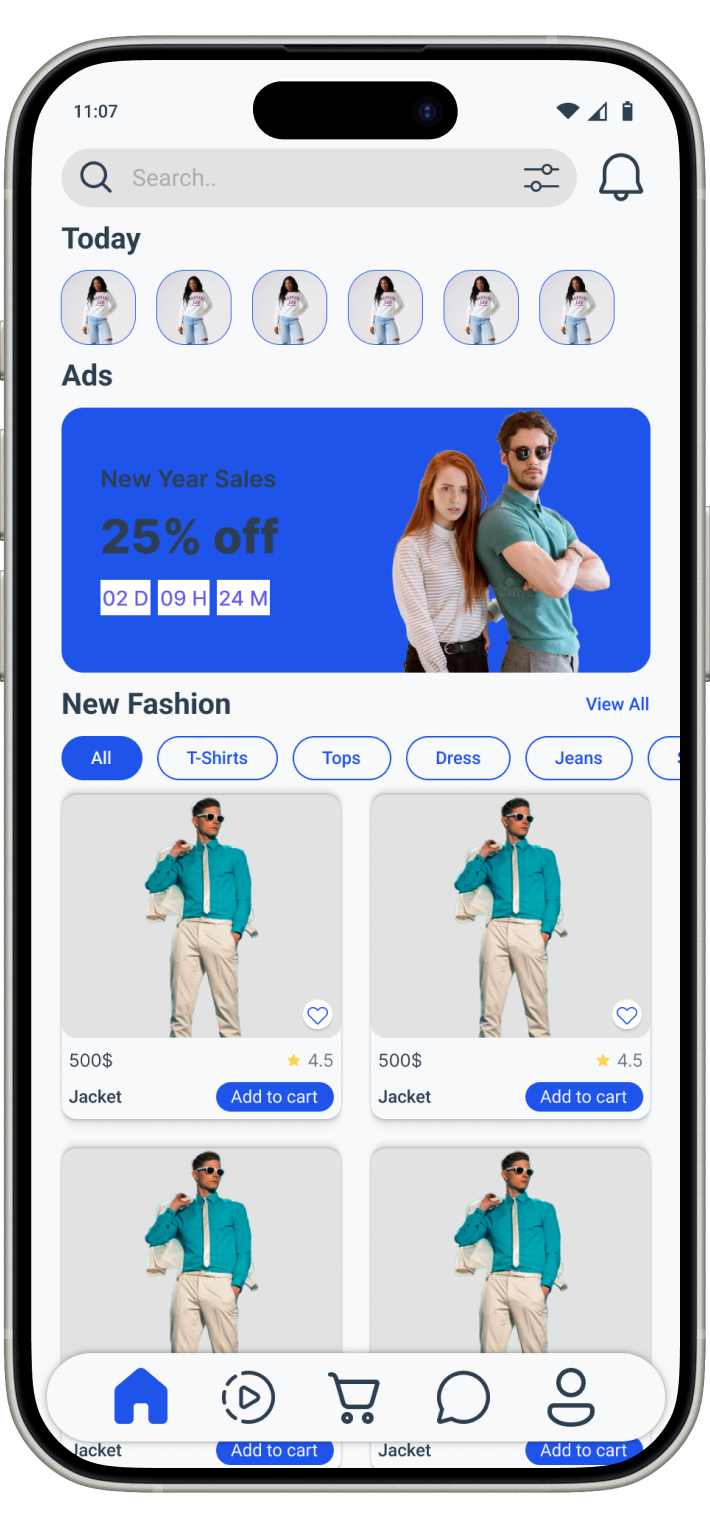 11:07
Search..
Today
Ads
New Year Sales
25% off
02 D 09 H 24 M
New Fashion View All
All T-Shirts Tops Dress Jeans
500$ 4.5 500$ 4.5
Jacket Add to cart Jacket Add to cart
Jacket Add to cart Jacket Add to cart